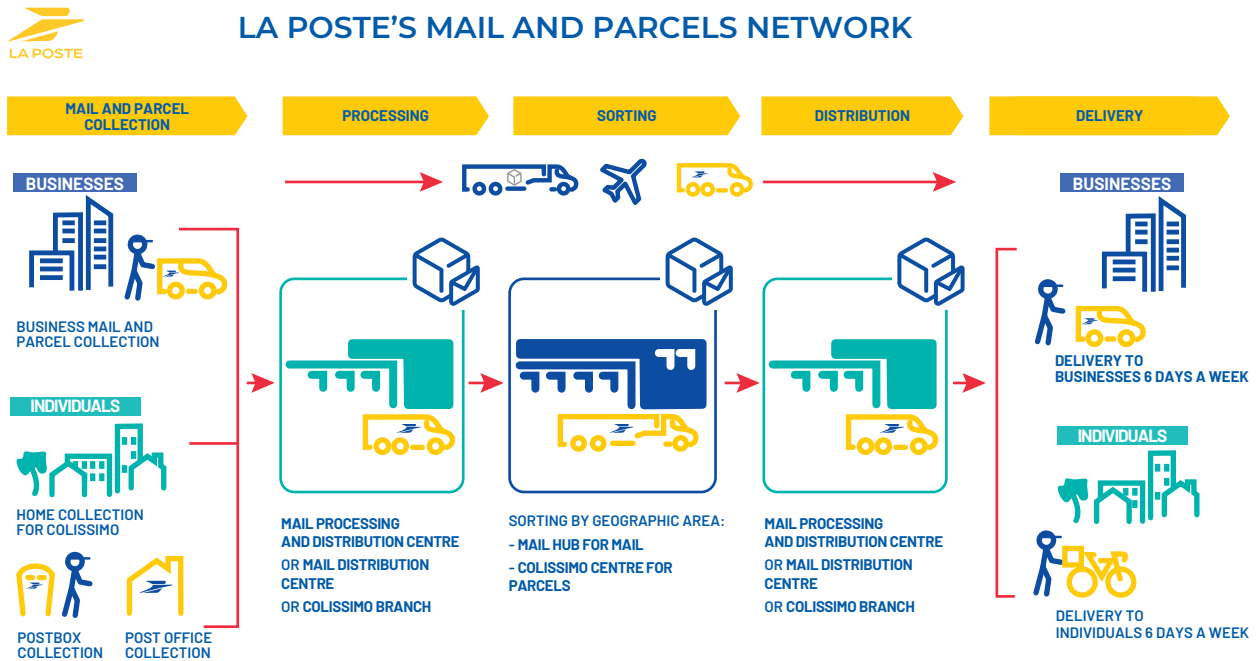 LA POSTE
LA POSTE'S MAIL AND PARCELS NETWORK
MAIL AND PARCEL
COLLECTION
PROCESSING
SORTING
DISTRIBUTION
DELIVERY
BUSINESSES
BUSINESS MAIL AND
PARCEL COLLECTION
INDIVIDUALS
HOME COLLECTION
FOR COLISSIMO
POSTBOX
COLLECTION
POST OFFICE
COLLECTION
MAIL PROCESSING
AND DISTRIBUTION CENTRE
OR MAIL DISTRIBUTION
CENTRE
OR COLISSIMO BRANCH
SORTING BY GEOGRAPHIC AREA:
- MAIL HUB FOR MAIL
- COLISSIMO CENTRE FOR
PARCELS
MAIL PROCESSING
AND DISTRIBUTION CENTRE
OR MAIL DISTRIBUTION
CENTRE
OR COLISSIMO BRANCH
BUSINESSES
DELIVERY TO
BUSINESSES 6 DAYS A WEEK
INDIVIDUALS
DELIVERY TO
INDIVIDUALS 6 DAYS A WEEK